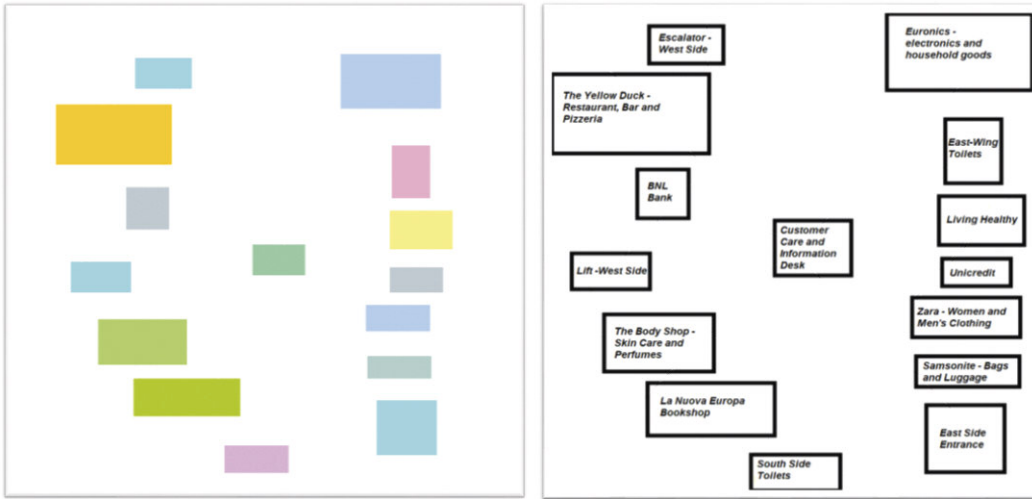 Escalator -
West Side
Euronics -
electronics and
household goods
The Yellow Duck -
Restaurant, Bar and
Pizzeria
East-Wing
Toilets
BNL
Bank
Living Healthy
Customer
Care and
Information
Desk
Lift -West Side
Unicredit
Zara - Women and
Men's Clothing
The Body Shop -
Skin Care and
Perfumes
Samsonite - Bags
and Luggage
La Nuova Europa
Bookshop
East Side
Entrance
South Side
Toilets